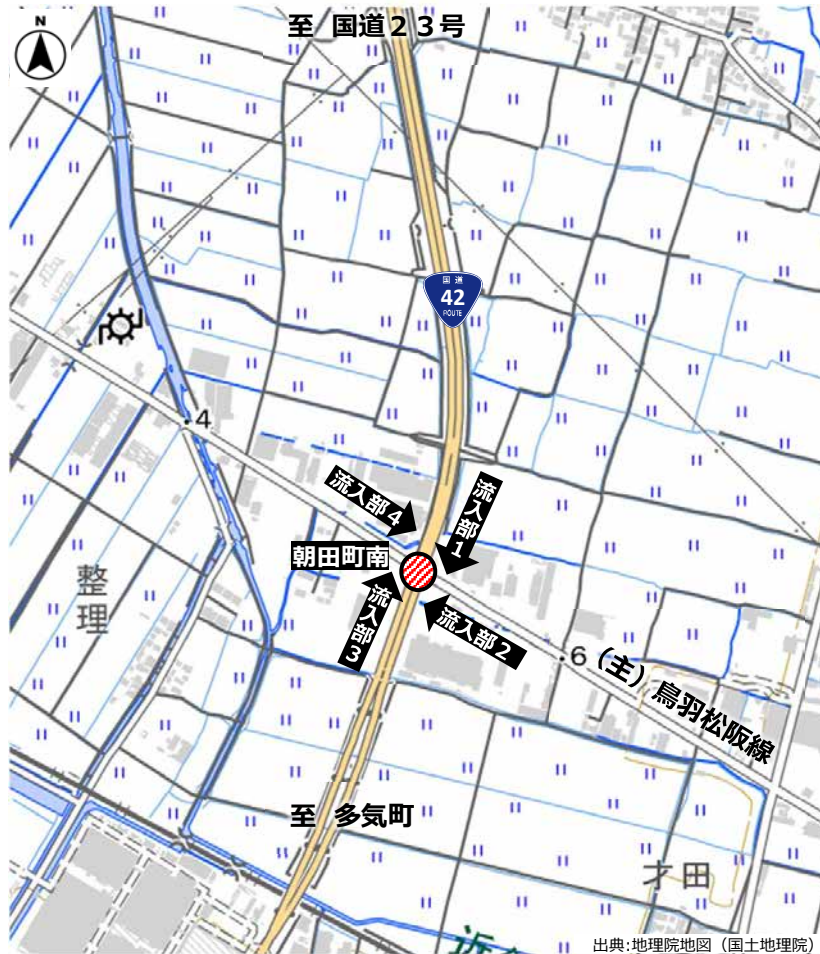 N
至 国道23号
国道
42
ROUTE
4
流入部4
流入部1
朝田町南
整理
流入部3
流入部2
6
(主)鳥羽松阪線
至 多気町
才田
近
出典:地理院地図(国土地理院)